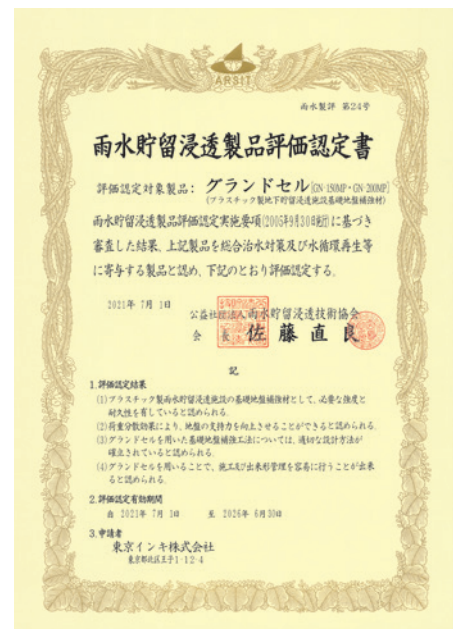 ARSIT
雨水製評 第24号
雨水貯留浸透製品評価認定書
評価認定対象製品： グランドセル[GN-150MP・GN-200MP]
(プラスチック製地下貯留浸透施設基礎地盤補強材)
雨水貯留浸透製品評価認定実施要項(2005年9月30日施行)に基づき
審査した結果、上記製品を総合治水対策及び水循環再生等
に寄与する製品と認め、下記のとおり評価認定する。
2021年 7月 1日
公益社団法人雨水貯留浸透技術協会
会 長 佐 藤 直 良
記
1.評価認定結果
(1)プラスチック製雨水貯留浸透施設の基礎地盤補強材として、必要な強度と
耐久性を有していると認められる。
(2)荷重分散効果により、地盤の支持力を向上させることができると認められる。
(3)グランドセルを用いた基礎地盤補強工法については、適切な設計方法が
確立されていると認められる。
(4)グランドセルを用いることで、施工及び出来形管理を容易に行うことが出来
ると認められる。
2.評価認定有効期間
自 2021年 7月 1日 至 2026年 6月30日
3.申請者
東京インキ株式会社
東京都北区王子1-12-4